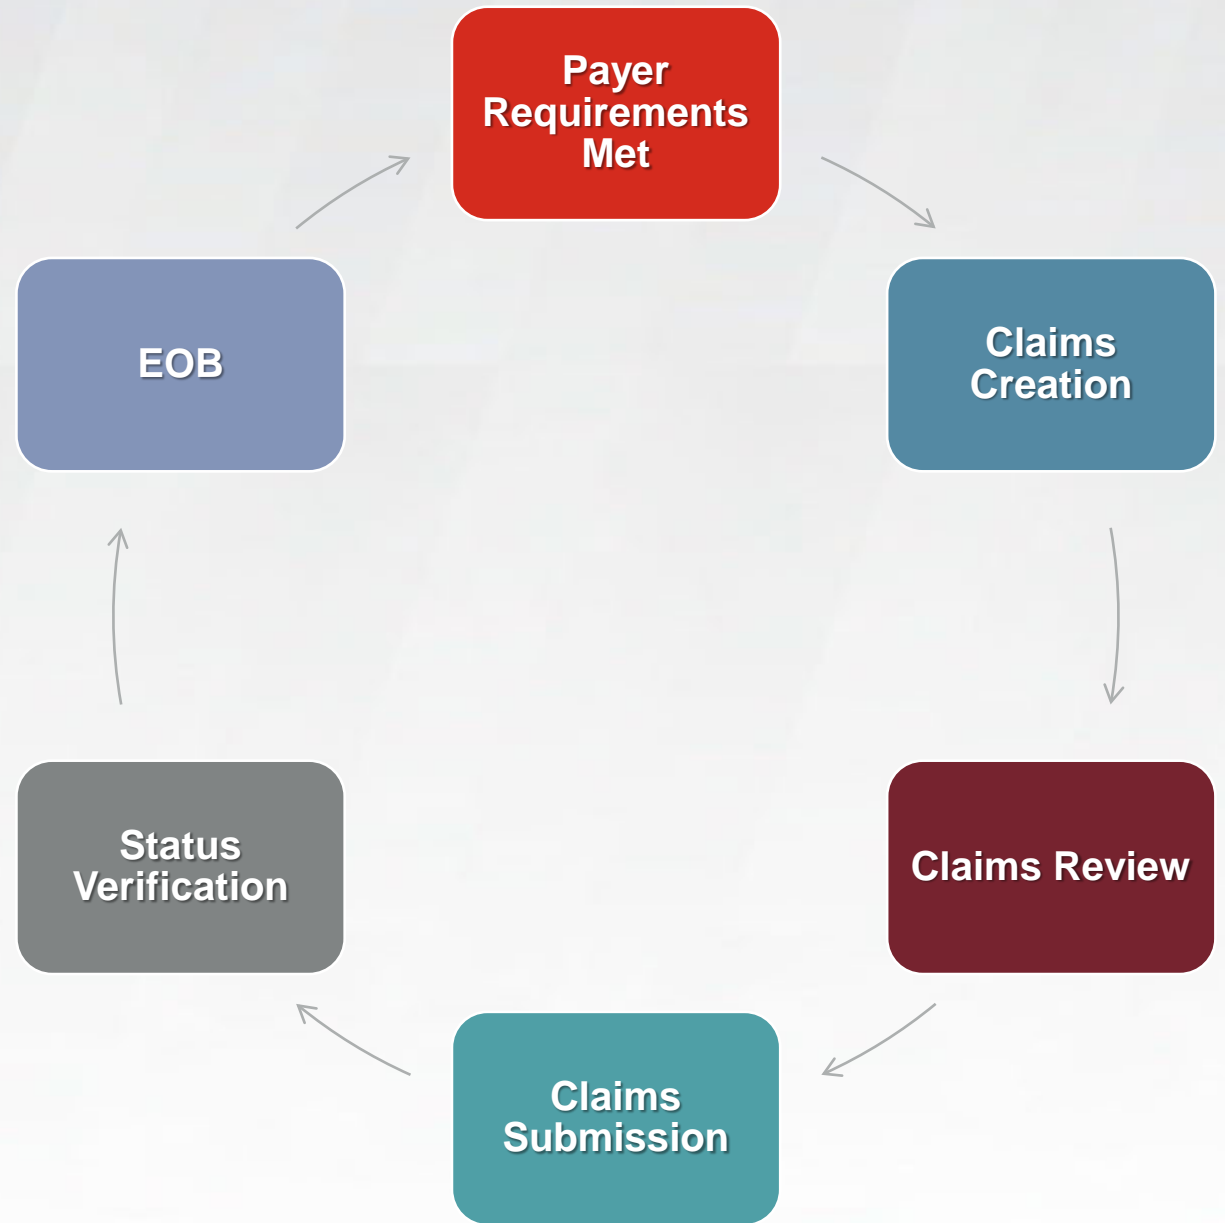 Payer
Requirements
Met
Claims
Creation
Claims Review
Claims
Submission
Status
Verification
EOB